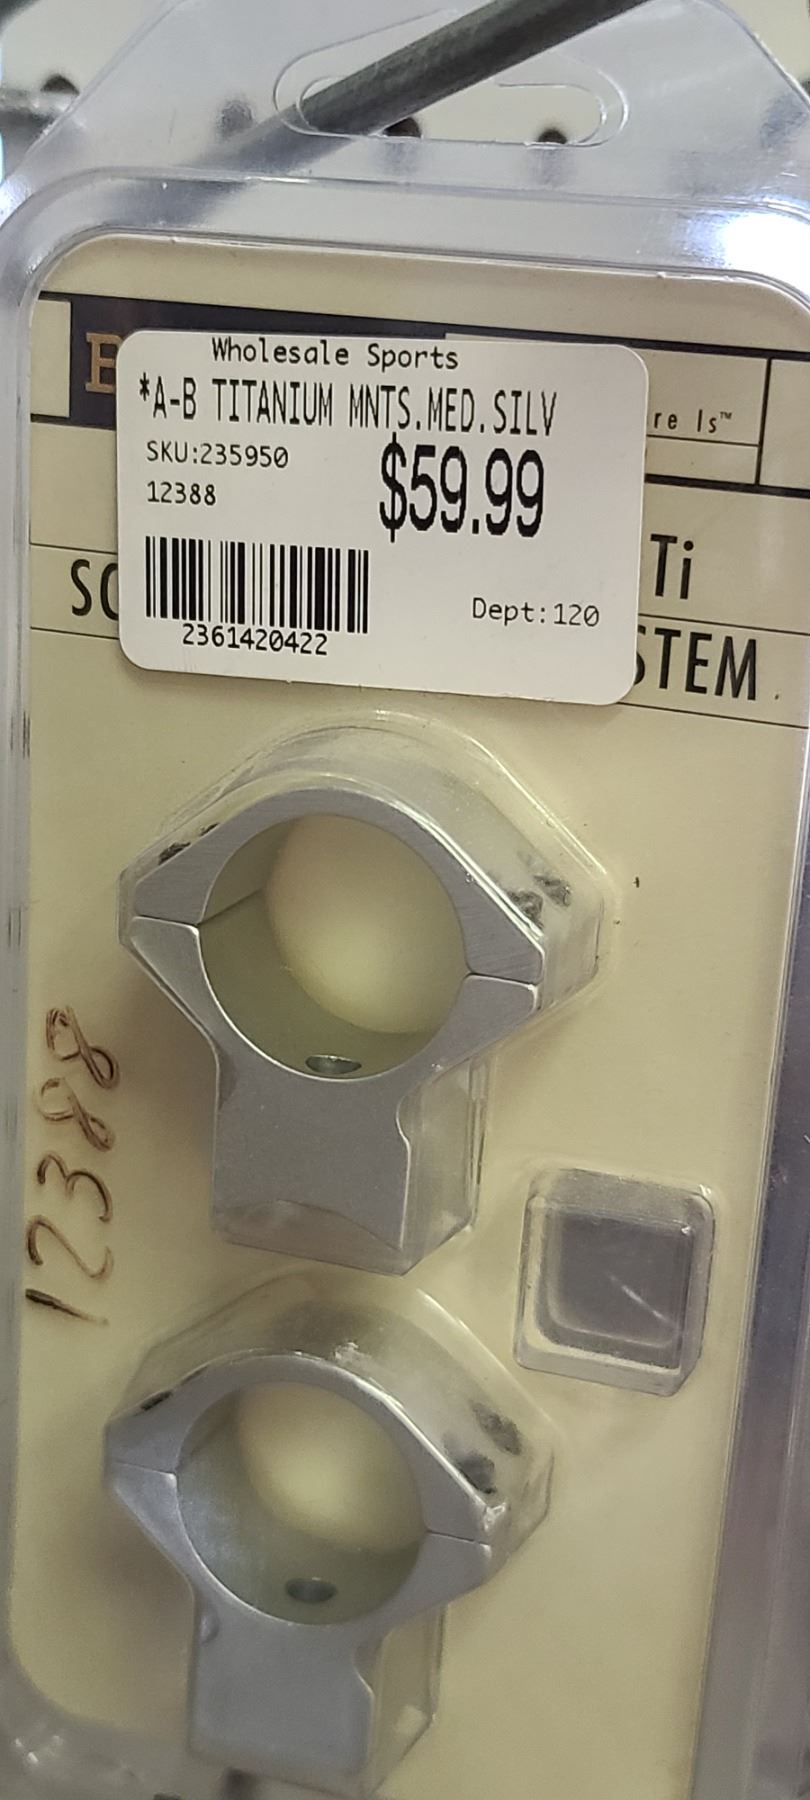 B
Wholesale Sports
*A-B TITANIUM MNTS.MED.SILV
re Is™
SKU:235950
$59.99
12388
Ti
SC
Dept:120
2361420422
STEM
12388